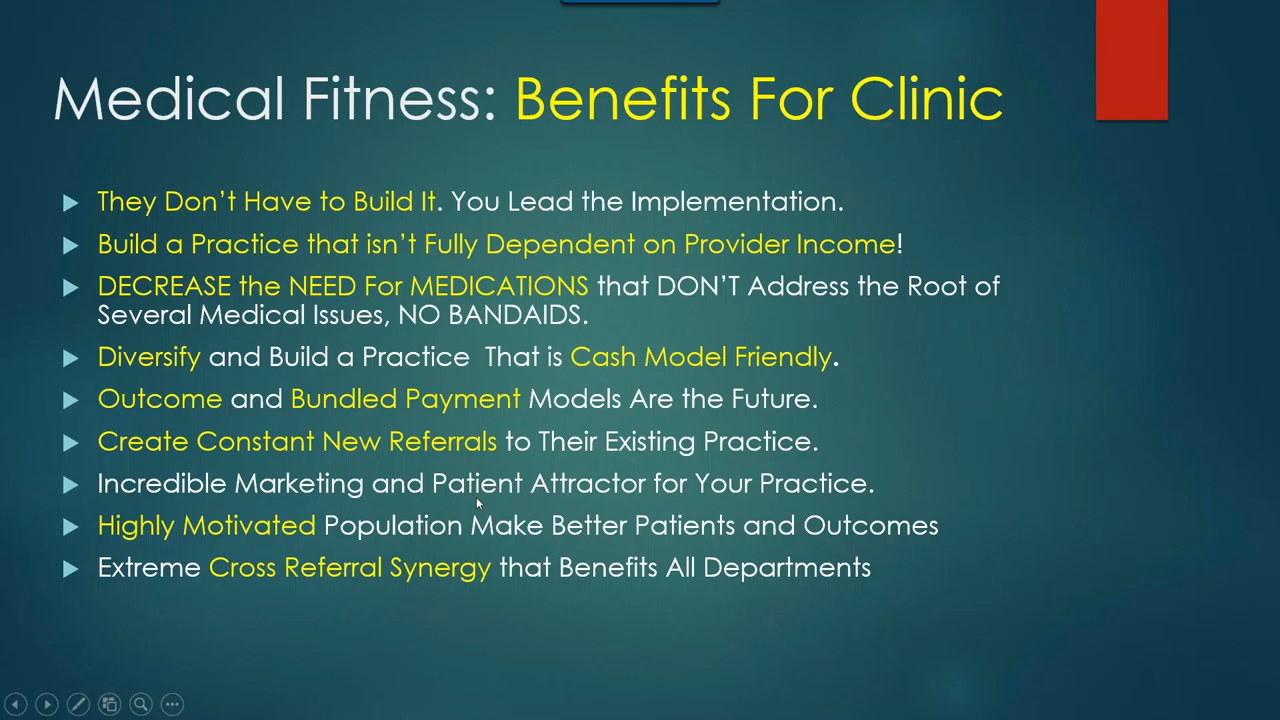 Medical Fitness: Benefits For Clinic
They Don't Have to Build It. You Lead the Implementation.
Build a Practice that isn't Fully Dependent on Provider Income!
DECREASE the NEED For MEDICATIONS that DON'T Address the Root of
Several Medical Issues, NO BANDAIDS.
Diversify and Build a Practice  That is Cash Model Friendly.
Outcome and Bundled Payment Models Are the Future.
Create Constant New Referrals to Their Existing Practice.
Incredible Marketing and Patient Attractor for Your Practice.
Highly Motivated Population Make Better Patients and Outcomes
Extreme Cross Referral Synergy that Benefits All Departments